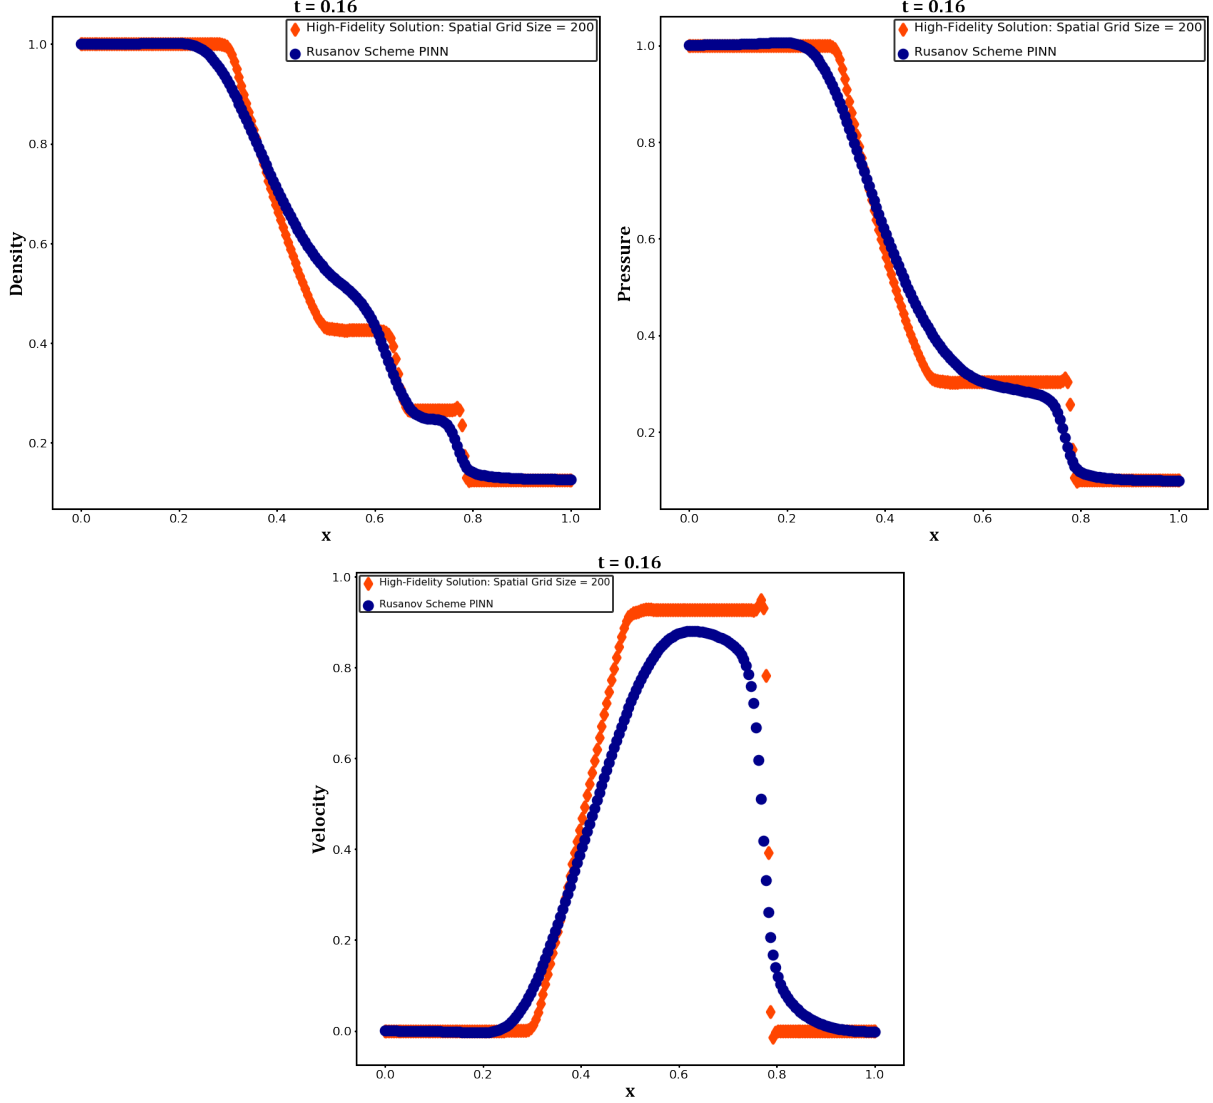 t = 0.16
High-Fidelity Solution: Spatial Grid Size = 200
Rusanov Scheme PINN
1.0
0.8
0.6
0.4
0.2
Density
0.0 0.2 0.4 0.6 0.8 1.0
x
t = 0.16
High-Fidelity Solution: Spatial Grid Size = 200
Rusanov Scheme PINN
1.0
0.8
0.6
0.4
0.2
Pressure
0.0 0.2 0.4 0.6 0.8 1.0
x
t = 0.16
High-Fidelity Solution: Spatial Grid Size = 200
Rusanov Scheme PINN
1.0
0.8
0.6
0.4
0.2
0.0
Velocity
0.0 0.2 0.4 0.6 0.8 1.0
x